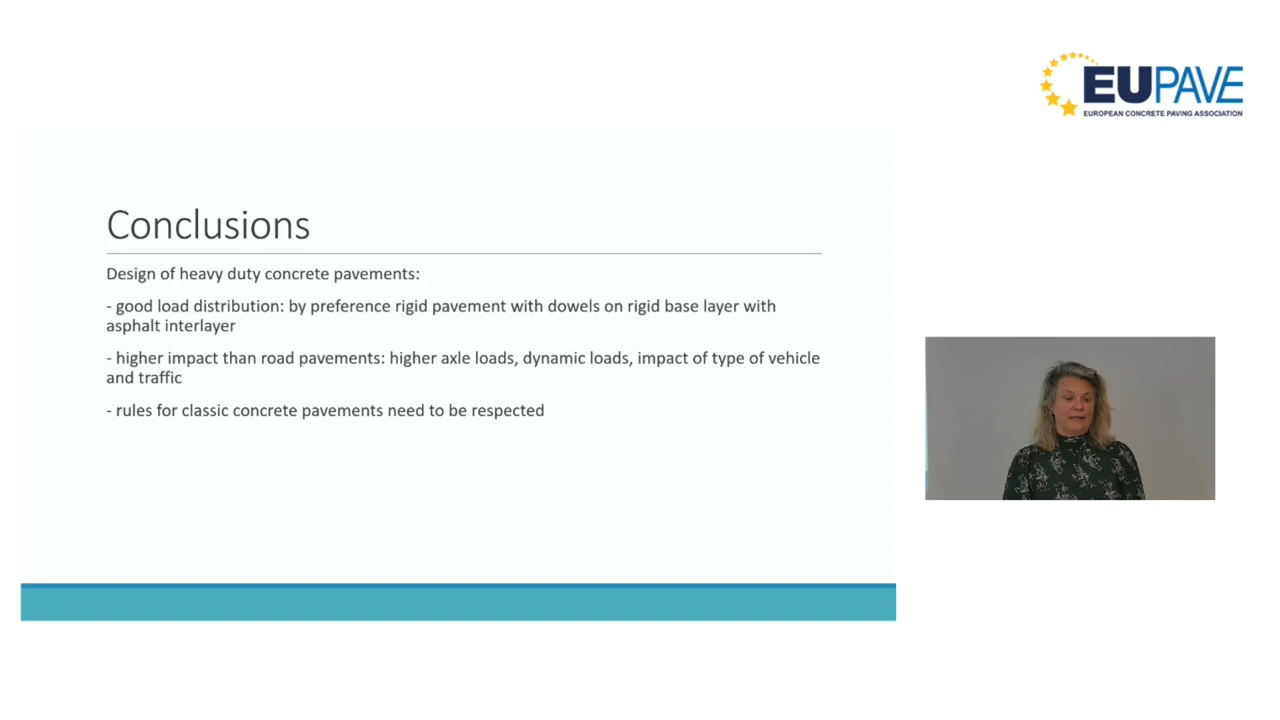 EUPAVE
EUROPEAN CONCRETE PAVING ASSOCIATION
Conclusions
Design of heavy duty concrete pavements:
- good load distribution: by preference rigid pavement with dowels on rigid base layer with
asphalt interlayer
- higher impact than road pavements: higher axle loads, dynamic loads, impact of type of vehicle
and traffic
- rules for classic concrete pavements need to be respected